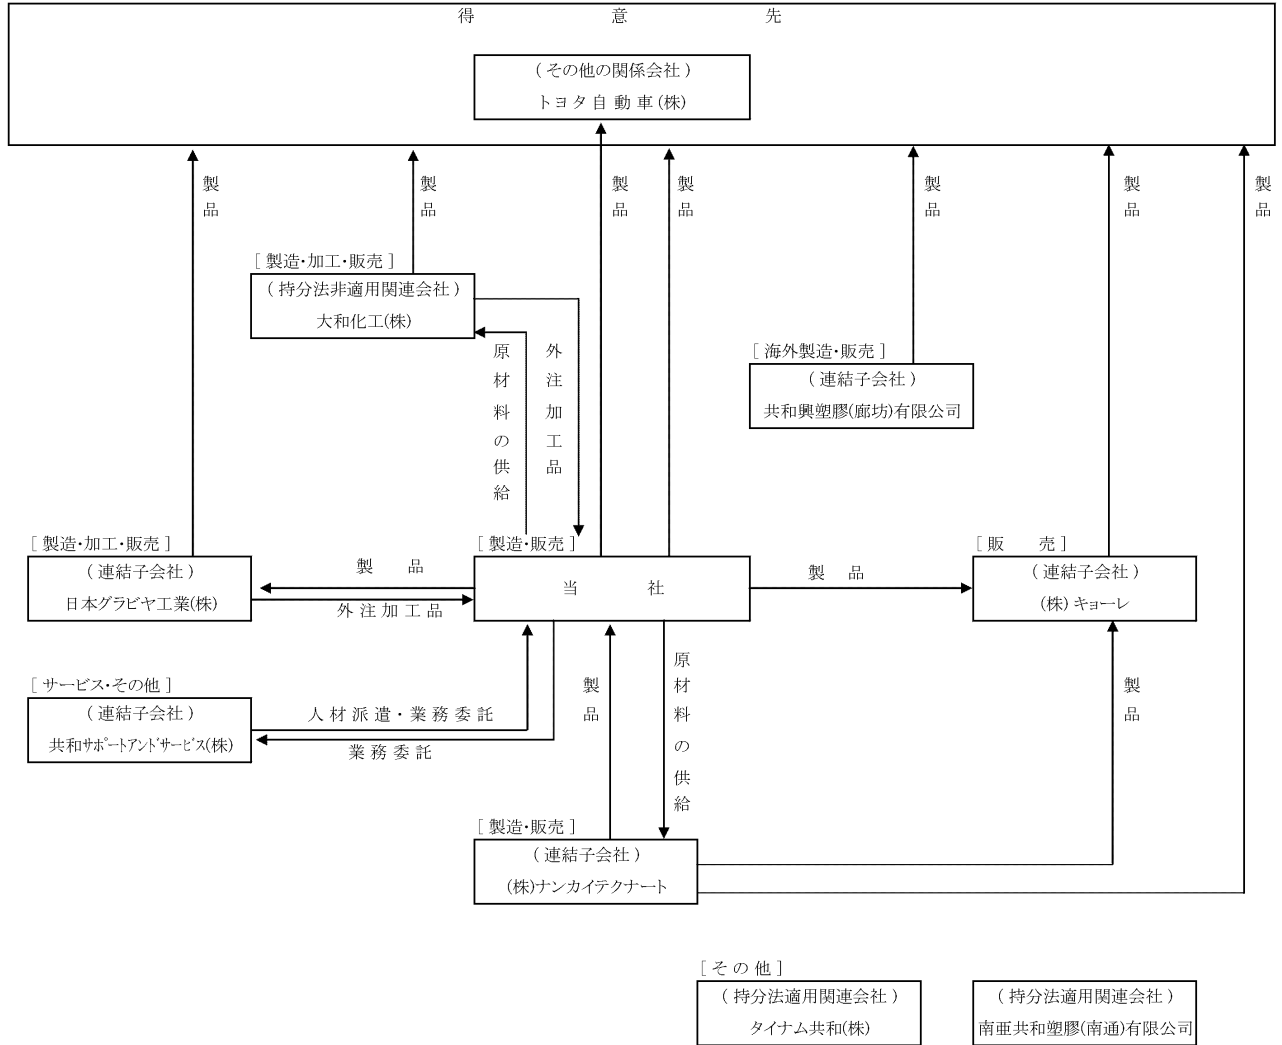 得 意 先
(その他の関係会社)
トヨタ自動車(株)
製品
製品
製品
製品
製品
製品
製品
[製造・加工・販売]
(持分法非適用関連会社)
大和化工(株)
原材料の供給
外注加工品
[海外製造・販売]
(連結子会社)
共和興塑膠(廊坊)有限公司
[製造・加工・販売]
(連結子会社)
日本グラビヤ工業(株)
製 品
外注加工品
[製造・販売]
当 社
製 品
[販 売]
(連結子会社)
(株)キョーレ
[サービス・その他]
(連結子会社)
共和サポートアンドサービス(株)
人材派遣・業務委託
業務委託
製品
原材料の供給
製品
[製造・販売]
(連結子会社)
(株)ナンカイテクナート
[その他]
(持分法適用関連会社)
タイナム共和(株)
(持分法適用関連会社)
南亜共和塑膠(南通)有限公司